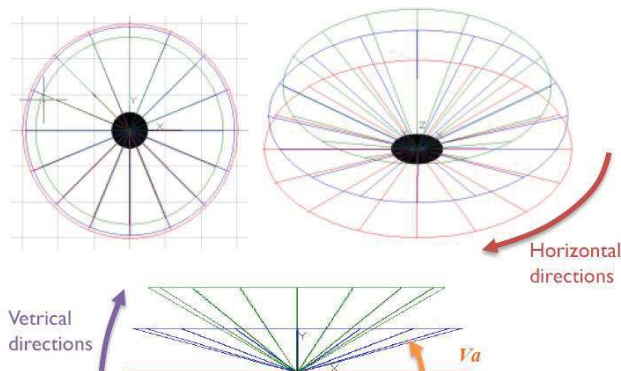 Y
X
Z
X
Horizontal
directions
Vetrical
directions
Y
X
Va